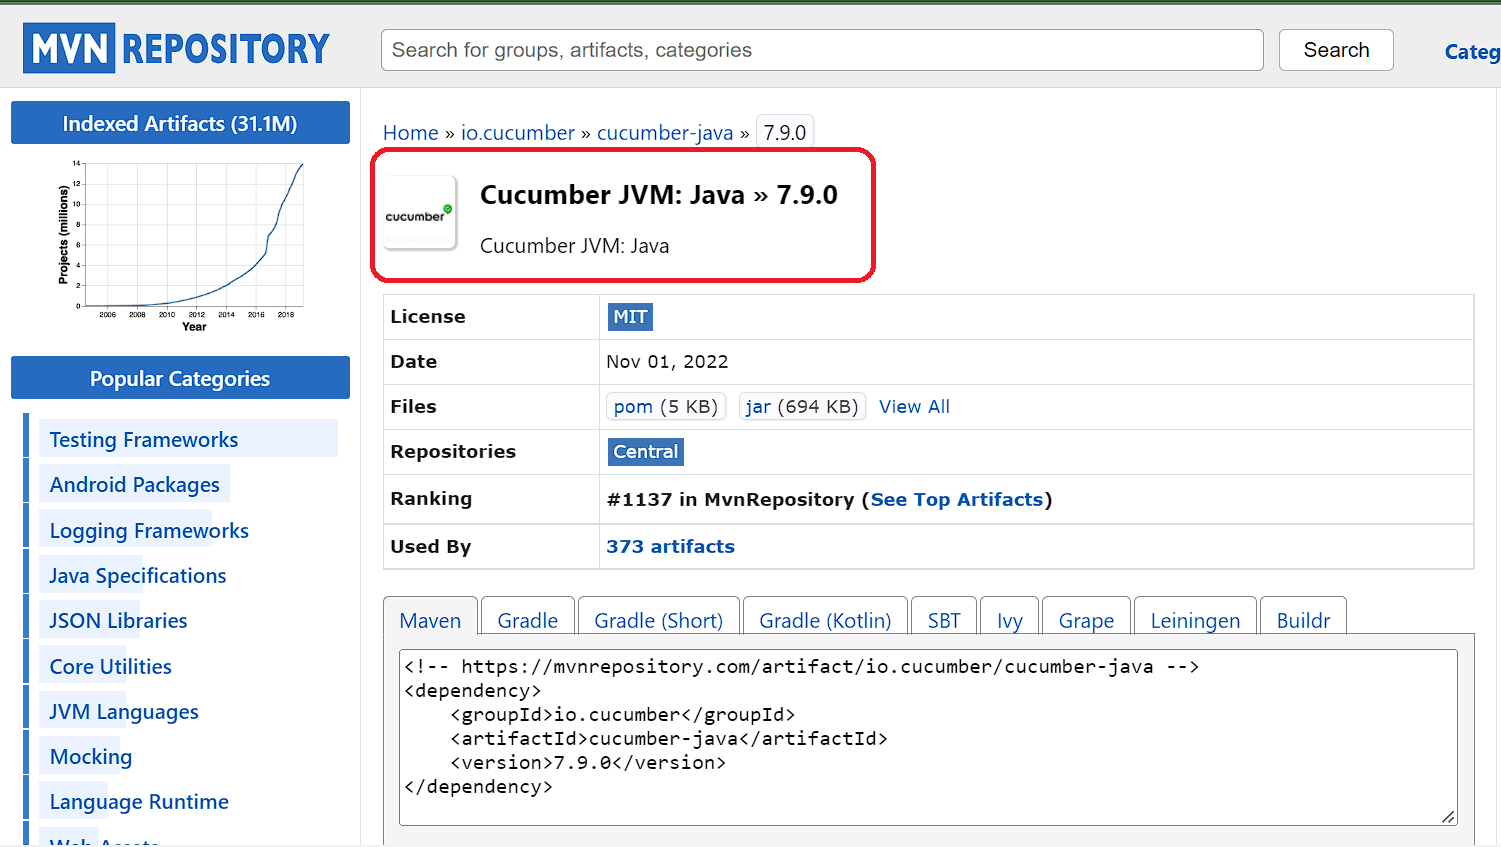 MVN REPOSITORY
Search for groups, artifacts, categories
Search
Categ
Indexed Artifacts (31.1M)
Projects (millions)
14
12
10
8
6
4
2
0
2006 2008 2010 2012 2014 2016 2018
Year
Popular Categories
Testing Frameworks
Android Packages
Logging Frameworks
Java Specifications
JSON Libraries
Core Utilities
JVM Languages
Mocking
Language Runtime
Web Assets
Home » io.cucumber » cucumber-java » 7.9.0
cucumber
Cucumber JVM: Java » 7.9.0
Cucumber JVM: Java
License MIT
Date Nov 01, 2022
Files pom (5 KB) jar (694 KB) View All
Repositories Central
Ranking #1137 in MvnRepository (See Top Artifacts)
Used By 373 artifacts
Maven Gradle Gradle (Short) Gradle (Kotlin) SBT Ivy Grape Leiningen Buildr
<!-- https://mvnrepository.com/artifact/io.cucumber/cucumber-java -->
<dependency>
    <groupId>io.cucumber</groupId>
    <artifactId>cucumber-java</artifactId>
    <version>7.9.0</version>
</dependency>